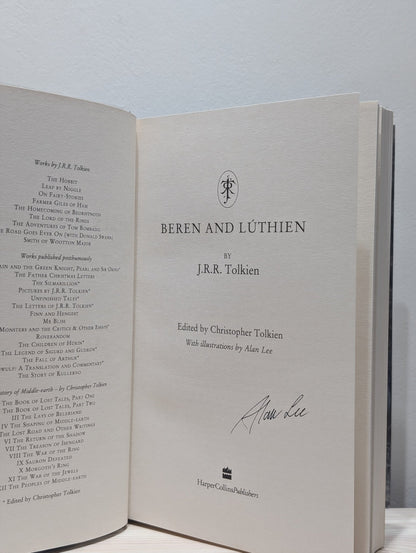 Works by J.R.R. Tolkien
THE HOBBIT
LEAF BY NIGGLE
ON FAIRY-STORIES
FARMER GILES OF HAM
THE HOMECOMING OF BEORHTNOTH
THE LORD OF THE RINGS
THE ADVENTURES OF TOM BOMBADIL
ROAD GOES EVER ON (WITH DONALD SWANN)
SMITH OF WOOTTON MAJOR
Works published posthumously
AND THE GREEN KNIGHT, PEARL AND SIR ORFEO*
THE FATHER CHRISTMAS LETTERS
THE SILMARILLION*
PICTURES BY J.R.R. TOLKIEN*
UNFINISHED TALES*
THE LETTERS OF J.R.R. TOLKIEN*
FINN AND HENGEST
MR BLISS
MONSTERS AND THE CRITICS & OTHER ESSAYS*
ROVERANDOM
THE CHILDREN OF HÚRIN*
THE LEGEND OF SIGURD AND GUDRÚN*
THE FALL OF ARTHUR*
A TRANSLATION AND COMMENTARY*
THE STORY OF KULLERVO
of Middle-earth – by Christopher Tolkien
THE BOOK OF LOST TALES, PART ONE
THE BOOK OF LOST TALES, PART TWO
III THE LAYS OF BELERIAND
IV THE SHAPING OF MIDDLE-EARTH
THE LOST ROAD AND OTHER WRITINGS
VI THE RETURN OF THE SHADOW
VII THE TREASON OF ISENGARD
VIII THE WAR OF THE RING
IX SAURON DEFEATED
X MORGOTH'S RING
XI THE WAR OF THE JEWELS
XII THE PEOPLES OF MIDDLE-EARTH
* Edited by Christopher Tolkien
BEREN AND LÚTHIEN
BY
J.R.R. Tolkien
Edited by Christopher Tolkien
With illustrations by Alan Lee
Alan Lee
HarperCollinsPublishers